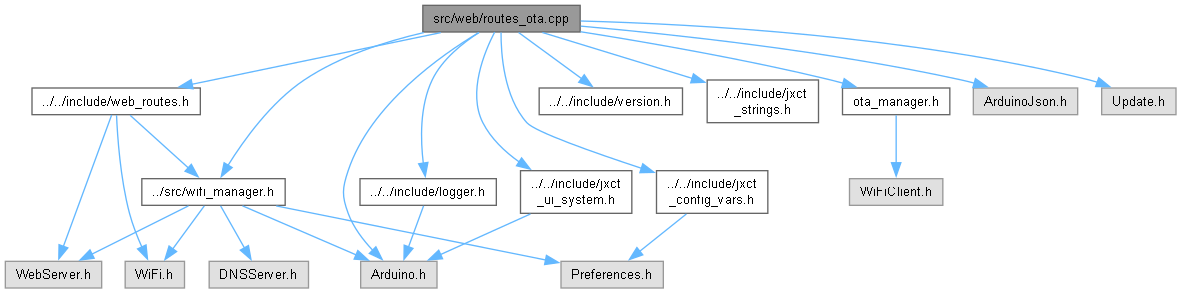 src/web/routes_ota.cpp
../../include/web_routes.h
../../include/version.h
../../include/jxct
_strings.h
ota_manager.h
ArduinoJson.h
Update.h
../src/wifi_manager.h
../../include/logger.h
../../include/jxct
_ui_system.h
../../include/jxct
_config_vars.h
WiFiClient.h
WebServer.h
WiFi.h
DNSServer.h
Arduino.h
Preferences.h